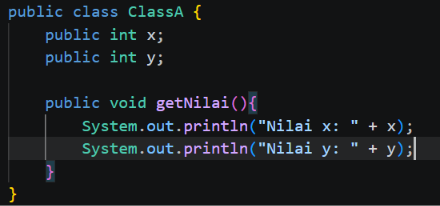 public class ClassA {
public int x;
public int y;
public void getNilai(){
System.out.println("Nilai x: " + x);
System.out.println("Nilai y: " + y);
}
}